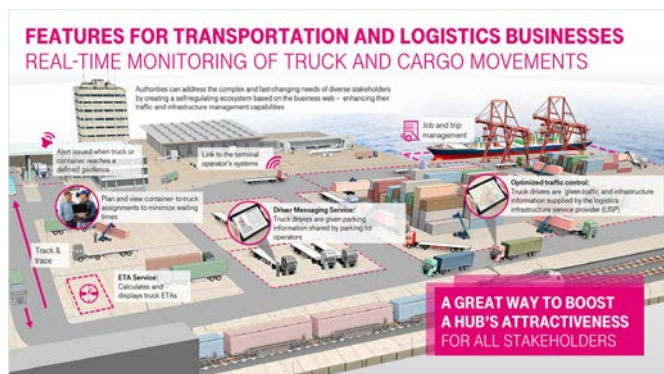 FEATURES FOR TRANSPORTATION AND LOGISTICS BUSINESSES
REAL-TIME MONITORING OF TRUCK AND CARGO MOVEMENTS
Authorities can address the complex and fast-changing needs of diverse stakeholders
by creating a self-regulating ecosystem based on the business web – enhancing their
traffic and infrastructure management capabilities
Job and trip
management
Alert issued when truck or
container reaches a
defined geofence
Link to the terminal
operator's systems
Optimized traffic control:
Truck drivers are given traffic and infrastructure
information supplied by the logistics
infrastructure service provider (LISP)
Plan and view container-to-truck
assignments to minimize waiting
times
Driver Messaging Service:
Truck drivers are given parking
information shared by parking lot
operators
Track &
trace
ETA Service:
Calculates and
displays truck ETAs
A GREAT WAY TO BOOST
A HUB'S ATTRACTIVENESS
FOR ALL STAKEHOLDERS